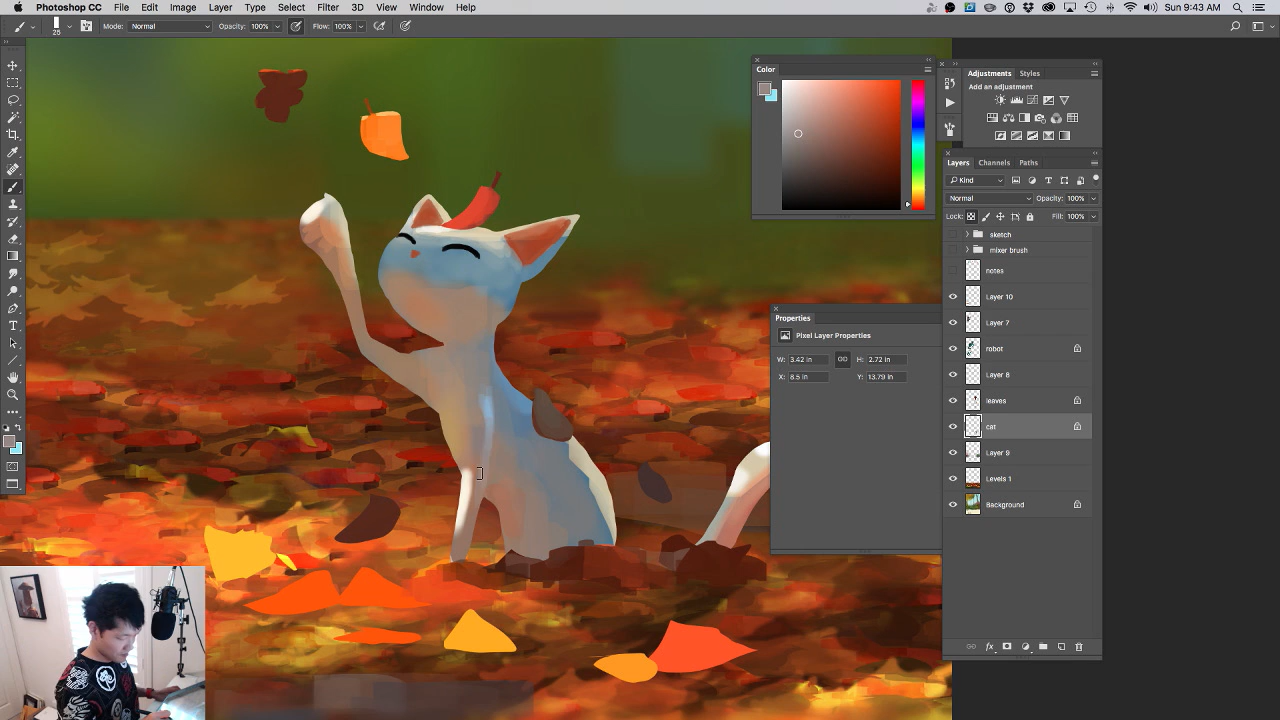 Photoshop CC File Edit Image Layer Type Select Filter 3D View Window Help
Sun 9:43 AM
25 Mode: Normal Opacity: 100% Flow: 100%
Color
Adjustments Styles
Add an adjustment
Layers Channels Paths
Kind
Normal Opacity: 100%
Lock: Fill: 100%
sketch
mixer brush
notes
Layer 10
Layer 7
robot
Layer 8
leaves
cat
Layer 9
Levels 1
Background
fx
Properties
Pixel Layer Properties
W: 3.42 in H: 2.72 in
X: 8.5 in Y: 13.79 in